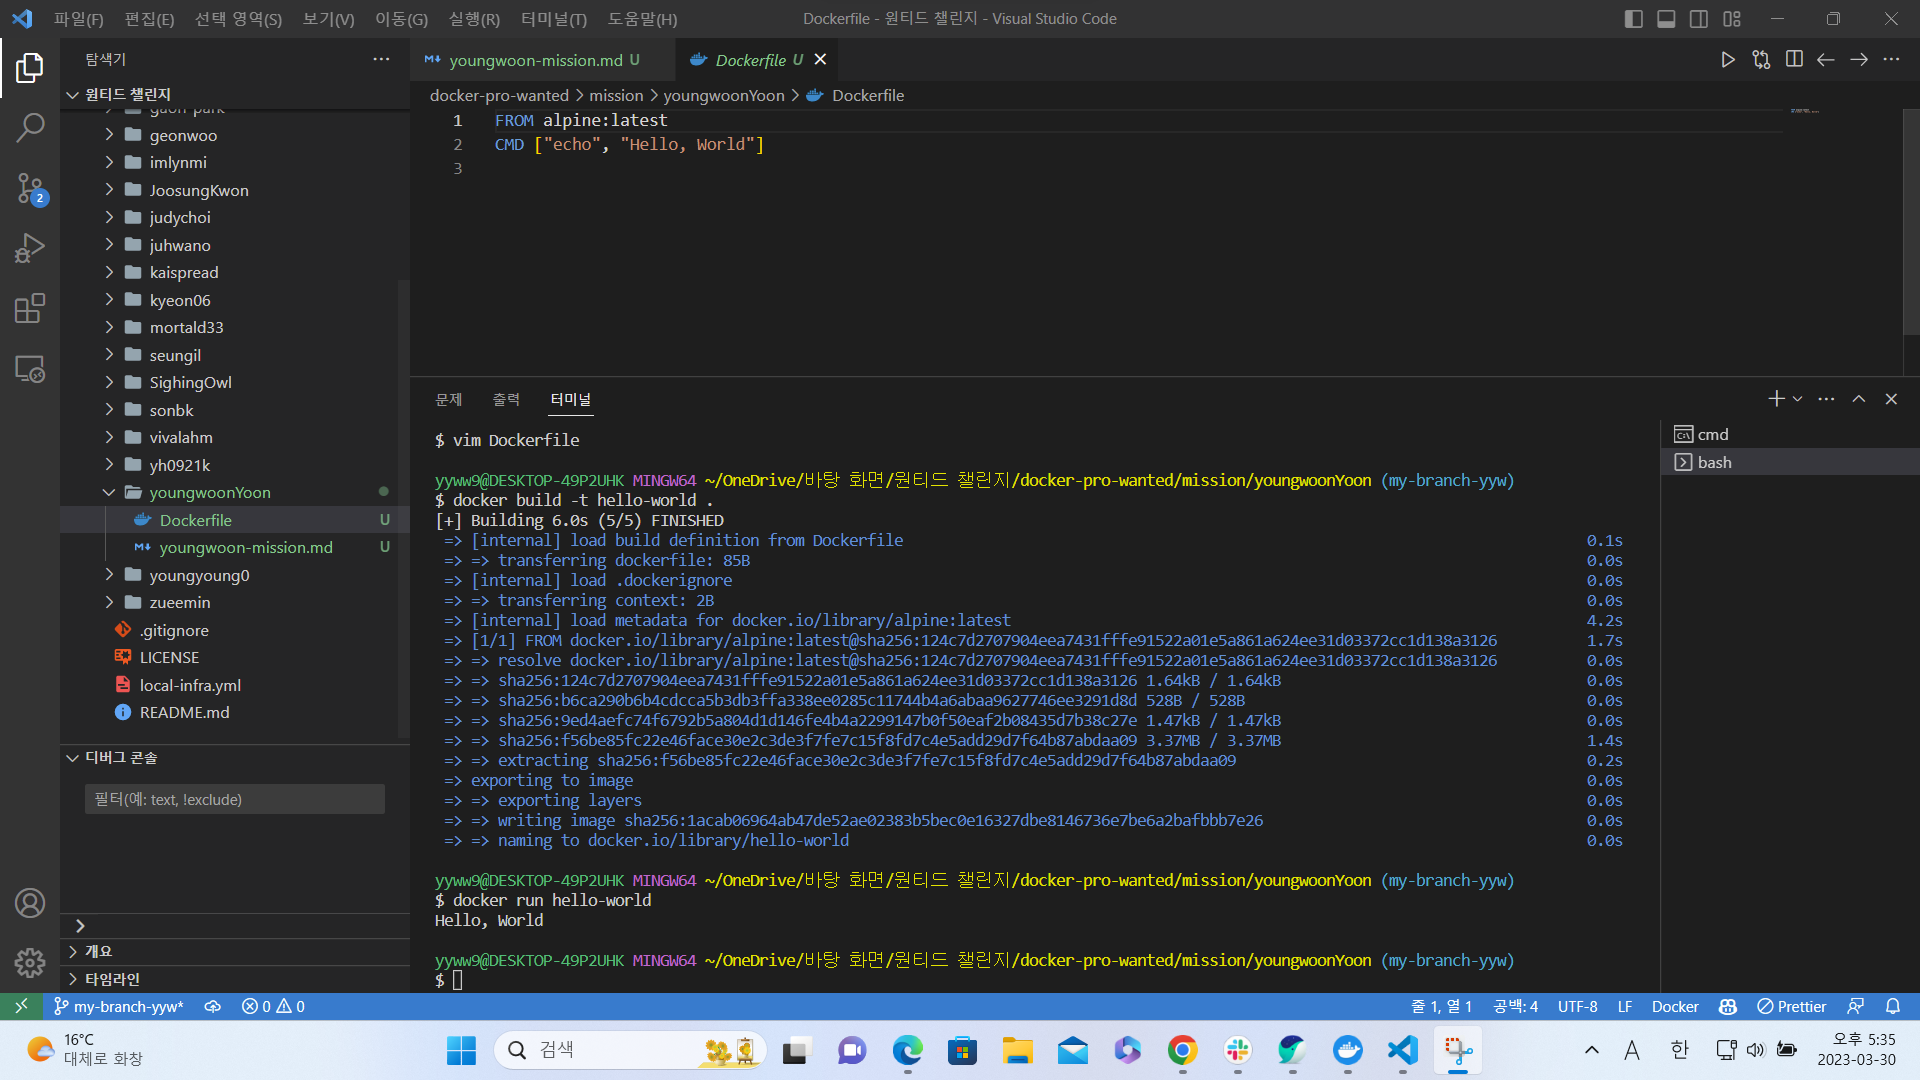 파일(F) 편집(E) 선택 영역(S) 보기(V) 이동(G) 실행(R) 터미널(T) 도움말(H)
Dockerfile - 원티드 챌린지 - Visual Studio Code
탐색기
원티드 챌린지
gaon-park
geonwoo
imlynmi
JoosungKwon
judychoi
juhwano
kaispread
kyeon06
mortald33
seungil
SighingOwl
sonbk
vivalahm
yh0921k
youngwoonYoon
Dockerfile U
youngwoon-mission.md U
youngyoung0
zueemin
.gitignore
LICENSE
local-infra.yml
README.md
디버그 콘솔
필터(예: text, !exclude)
개요
타임라인
2
youngwoon-mission.md U
Dockerfile U
docker-pro-wanted > mission > youngwoonYoon > Dockerfile
1 FROM alpine:latest
2 CMD ["echo", "Hello, World"]
3
문제 출력 터미널
cmd
bash
$ vim Dockerfile
yyww9@DESKTOP-49P2UHK MINGW64 ~/OneDrive/바탕 화면/원티드 챌린지/docker-pro-wanted/mission/youngwoonYoon (my-branch-yyw)
$ docker build -t hello-world .
[+] Building 6.0s (5/5) FINISHED
=> [internal] load build definition from Dockerfile 0.1s
=> => transferring dockerfile: 85B 0.0s
=> [internal] load .dockerignore 0.0s
=> => transferring context: 2B 0.0s
=> [internal] load metadata for docker.io/library/alpine:latest 4.2s
=> [1/1] FROM docker.io/library/alpine:latest@sha256:124c7d2707904eea7431fffe91522a01e5a861a624ee31d03372cc1d138a3126 1.7s
=> => resolve docker.io/library/alpine:latest@sha256:124c7d2707904eea7431fffe91522a01e5a861a624ee31d03372cc1d138a3126 0.0s
=> => sha256:124c7d2707904eea7431fffe91522a01e5a861a624ee31d03372cc1d138a3126 1.64kB / 1.64kB 0.0s
=> => sha256:b6ca290b6b4cdcca5b3db3ffa338ee0285c11744b4a6abaa9627746ee3291d8d 528B / 528B 0.0s
=> => sha256:9ed4aefc74f6792b5a804d1d146fe4b4a2299147b0f50eaf2b08435d7b38c27e 1.47kB / 1.47kB 0.0s
=> => sha256:f56be85fc22e46face30e2c3de3f7fe7c15f8fd7c4e5add29d7f64b87abdaa09 3.37MB / 3.37MB 1.4s
=> => extracting sha256:f56be85fc22e46face30e2c3de3f7fe7c15f8fd7c4e5add29d7f64b87abdaa09 0.2s
=> exporting to image 0.0s
=> => exporting layers 0.0s
=> => writing image sha256:1acab06964ab47de52ae02383b5bec0e16327dbe8146736e7be6a2bafbbb7e26 0.0s
=> => naming to docker.io/library/hello-world 0.0s
yyww9@DESKTOP-49P2UHK MINGW64 ~/OneDrive/바탕 화면/원티드 챌린지/docker-pro-wanted/mission/youngwoonYoon (my-branch-yyw)
$ docker run hello-world
Hello, World
yyww9@DESKTOP-49P2UHK MINGW64 ~/OneDrive/바탕 화면/원티드 챌린지/docker-pro-wanted/mission/youngwoonYoon (my-branch-yyw)
$
my-branch-yyw* 0 0
줄 1, 열 1 공백: 4 UTF-8 LF Docker Prettier
16°C
대체로 화창
검색
A 한
오후 5:35
2023-03-30